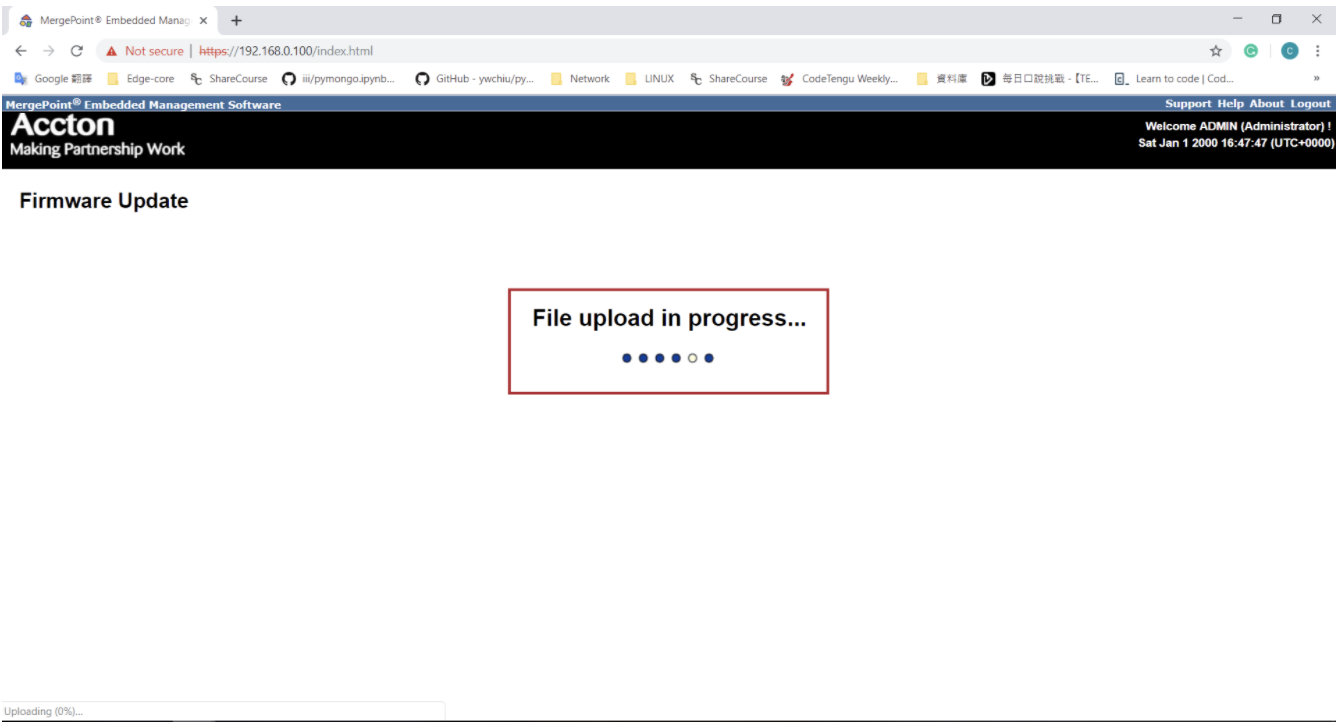 MergePoint® Embedded Manag
Not secure | https://192.168.0.100/index.html
Google 翻譯 Edge-core ShareCourse iii/pymongo.ipynb... GitHub - ywchiu/py... Network LINUX ShareCourse CodeTengu Weekly... 資料庫 每日口說挑戰 -【TE... Learn to code | Cod... »
MergePoint® Embedded Management Software Support Help About Logout
Accton
Making Partnership Work
Welcome ADMIN (Administrator) !
Sat Jan 1 2000 16:47:47 (UTC+0000)
Firmware Update
File upload in progress...
Uploading (0%)...